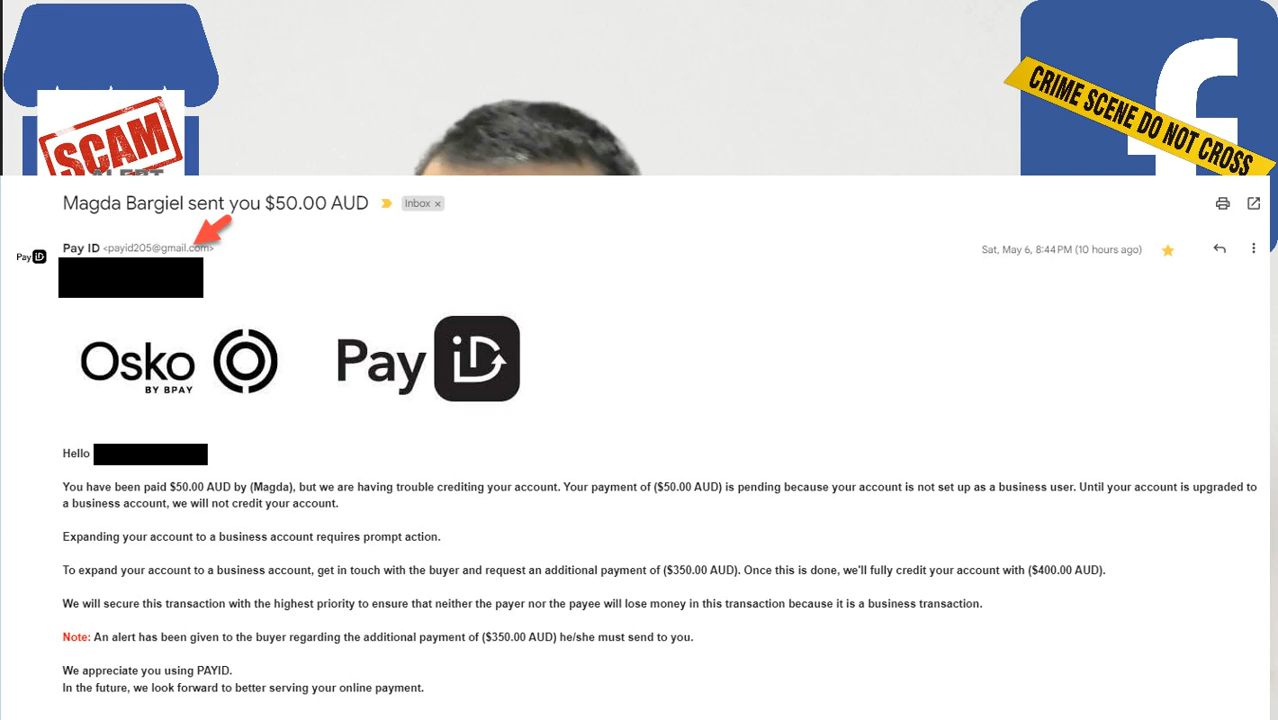 SCAM
ALERT
f
CRIME SCENE DO NOT CROSS
Magda Bargiel sent you $50.00 AUD
Inbox x
Pay iD
Pay ID <payid205@gmail.com>
Sat, May 6, 8:44 PM (10 hours ago)
Osko
BY BPAY
Pay iD
Hello
You have been paid $50.00 AUD by (Magda), but we are having trouble crediting your account. Your payment of ($50.00 AUD) is pending because your account is not set up as a business user. Until your account is upgraded to
a business account, we will not credit your account.
Expanding your account to a business account requires prompt action.
To expand your account to a business account, get in touch with the buyer and request an additional payment of ($350.00 AUD). Once this is done, we'll fully credit your account with ($400.00 AUD).
We will secure this transaction with the highest priority to ensure that neither the payer nor the payee will lose money in this transaction because it is a business transaction.
Note: An alert has been given to the buyer regarding the additional payment of ($350.00 AUD) he/she must send to you.
We appreciate you using PAYID.
In the future, we look forward to better serving your online payment.